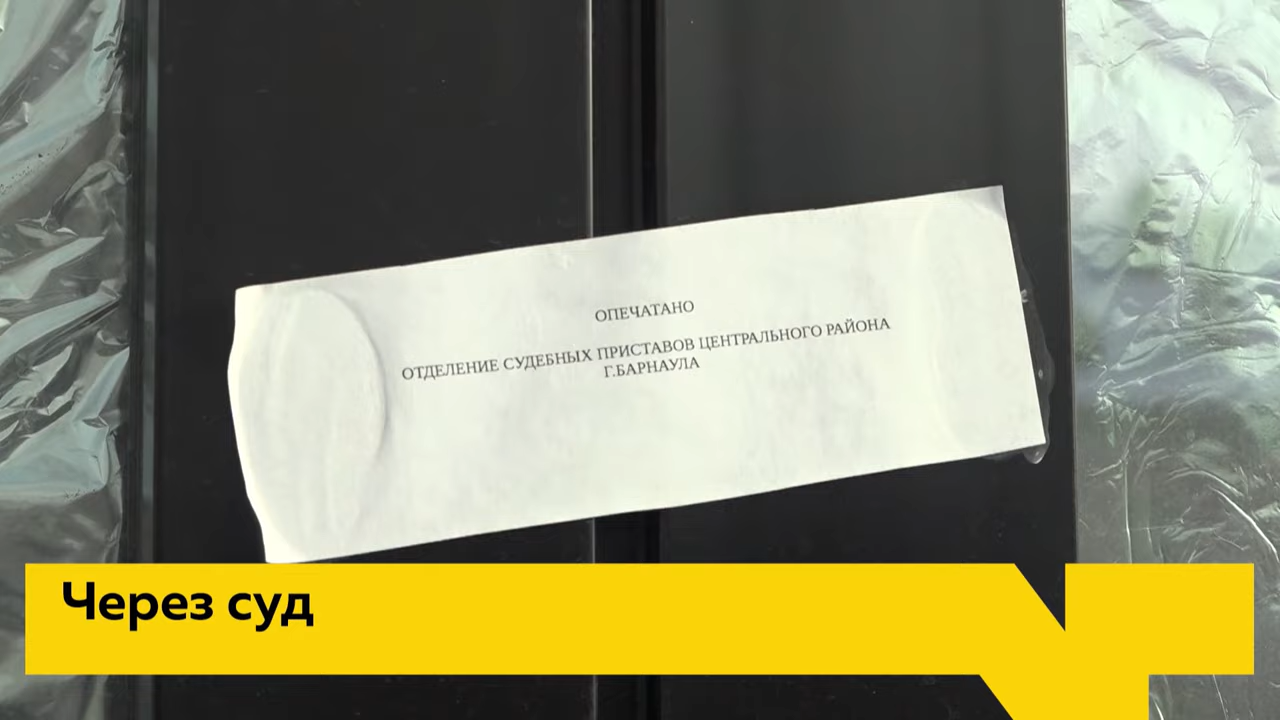 ОПЕЧАТАНО
ОТДЕЛЕНИЕ СУДЕБНЫХ ПРИСТАВОВ ЦЕНТРАЛЬНОГО РАЙОНА
Г.БАРНАУЛА
Через суд